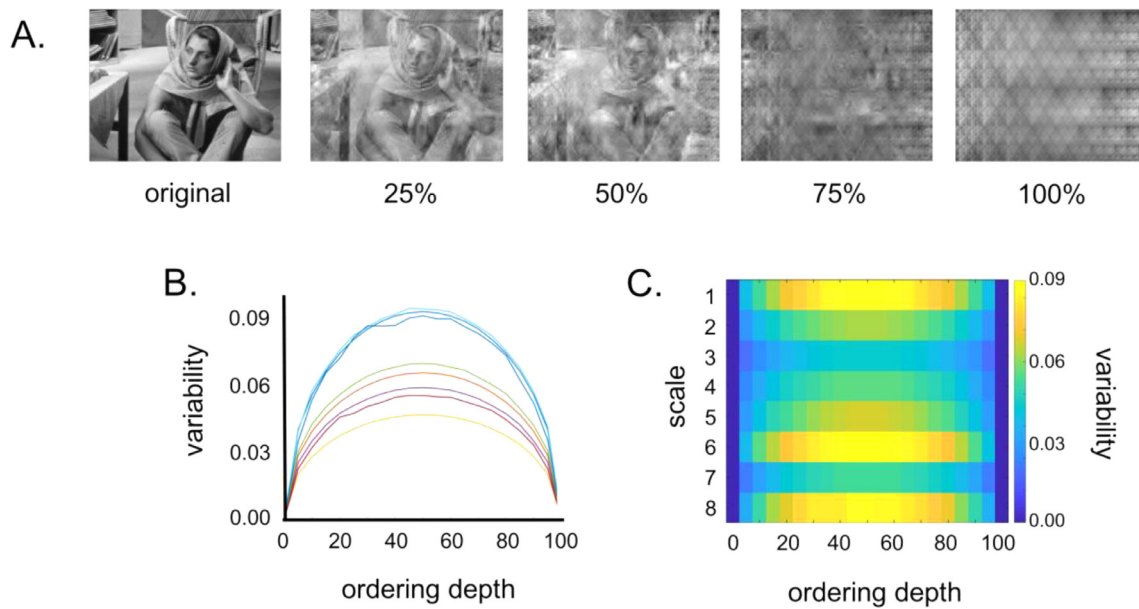 A.
original 25% 50% 75% 100%
B.
variability
0.09
0.06
0.03
0.00
0 20 40 60 80 100
ordering depth
C.
scale
1
2
3
4
5
6
7
8
0 20 40 60 80 100
ordering depth
0.09
0.06
0.03
0.00
variability